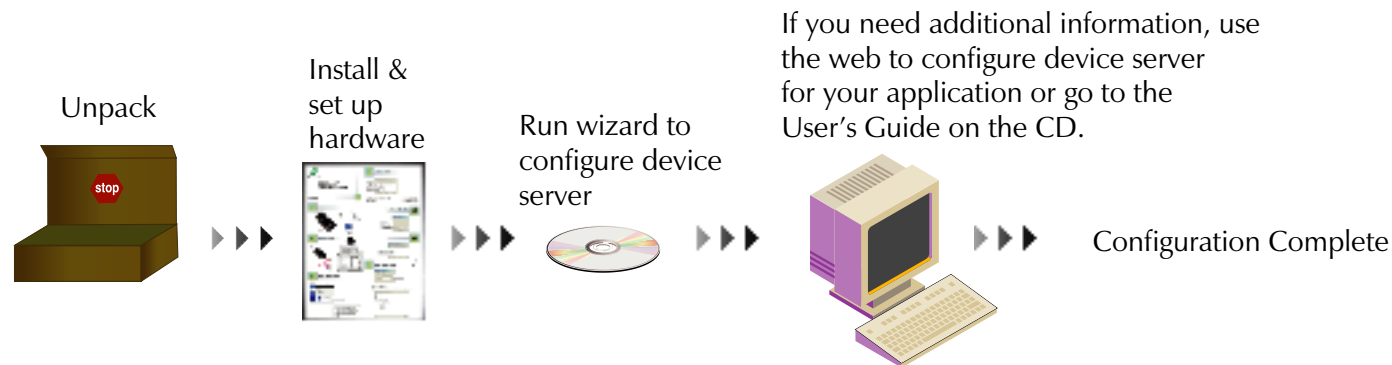 Unpack
stop
Install &
set up
hardware
Run wizard to
configure device
server
If you need additional information, use
the web to configure device server
for your application or go to the
User’s Guide on the CD.
Configuration Complete